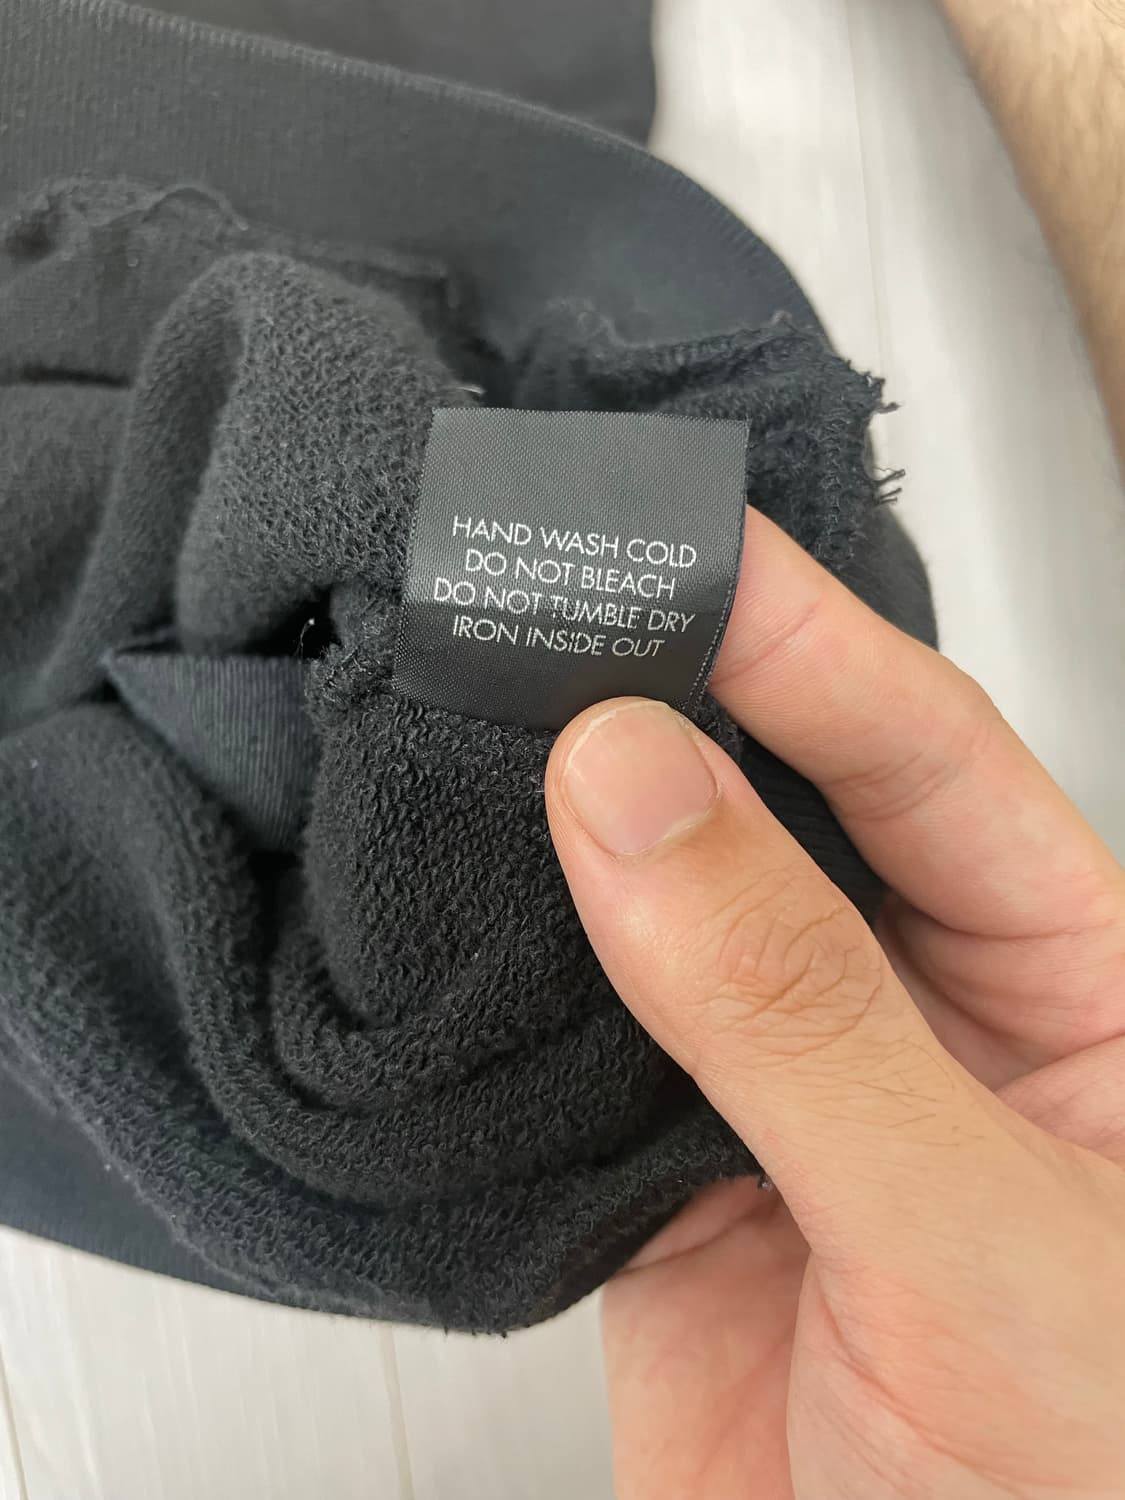 HAND WASH COLD
DO NOT BLEACH
DO NOT TUMBLE DRY
IRON INSIDE OUT